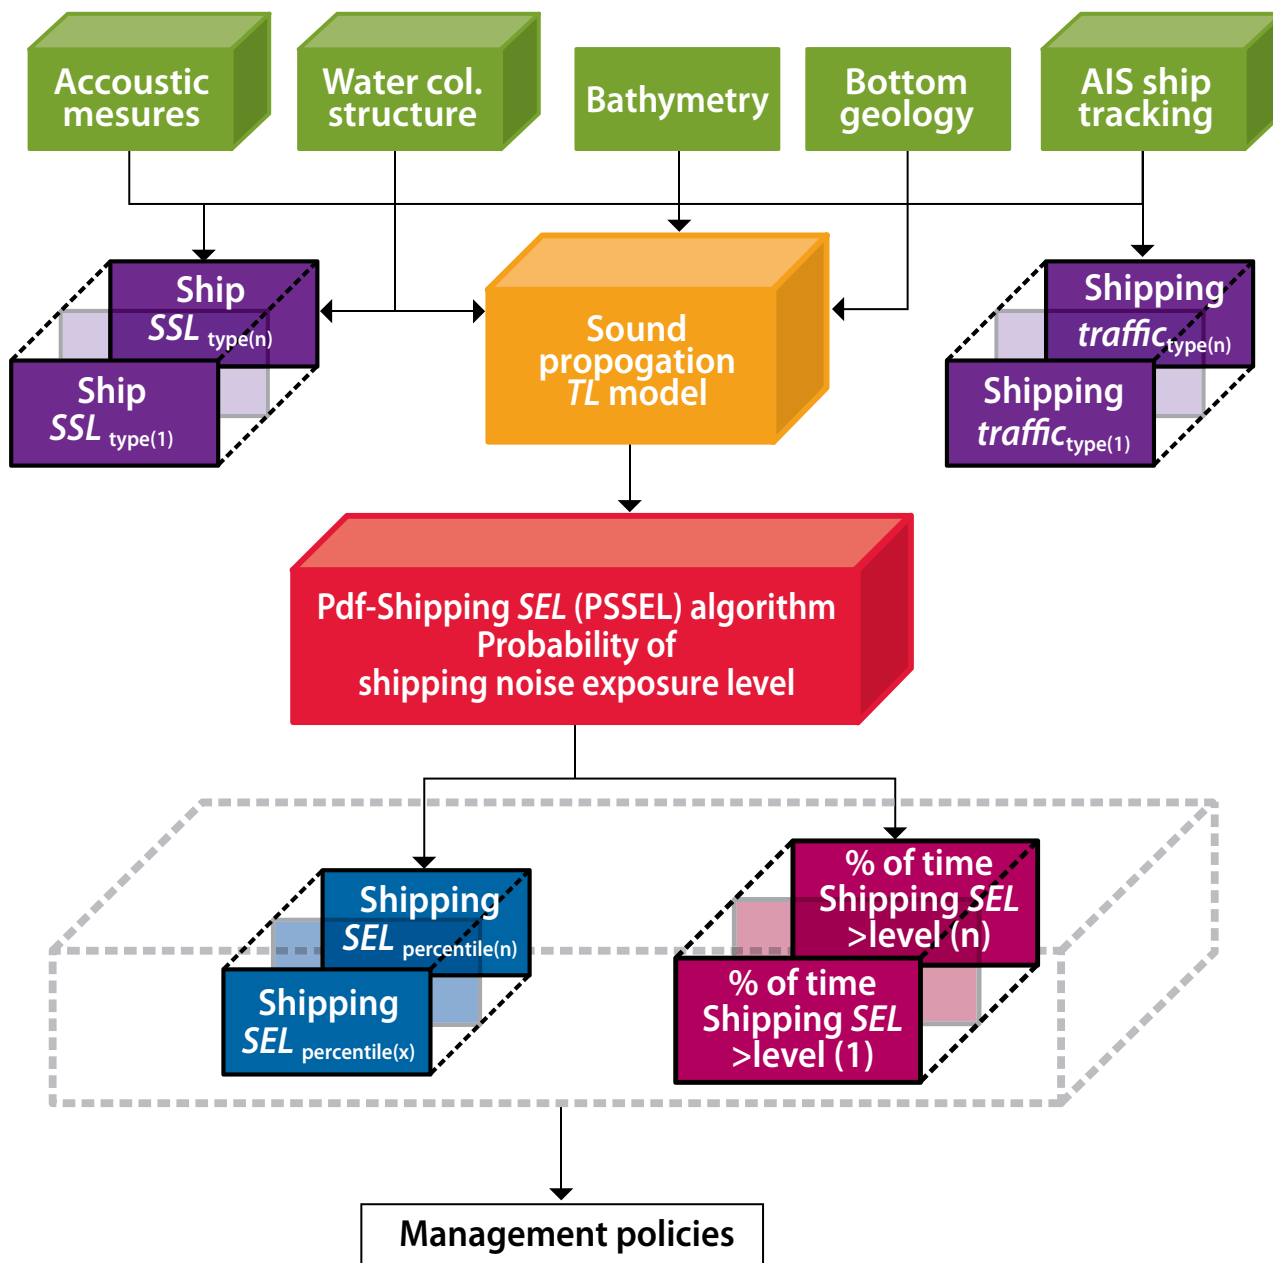 Accoustic
mesures
Water col.
structure
Bathymetry
Bottom
geology
AIS ship
tracking
Ship
SSL type(n)
Ship
SSL type(1)
Sound
propogation
TL model
Shipping
traffic type(n)
Shipping
traffic type(1)
Pdf-Shipping SEL (PSSEL) algorithm
Probability of
shipping noise exposure level
Shipping
SEL percentile(n)
Shipping
SEL percentile(x)
% of time
Shipping SEL
>level (n)
% of time
Shipping SEL
>level (1)
Management policies